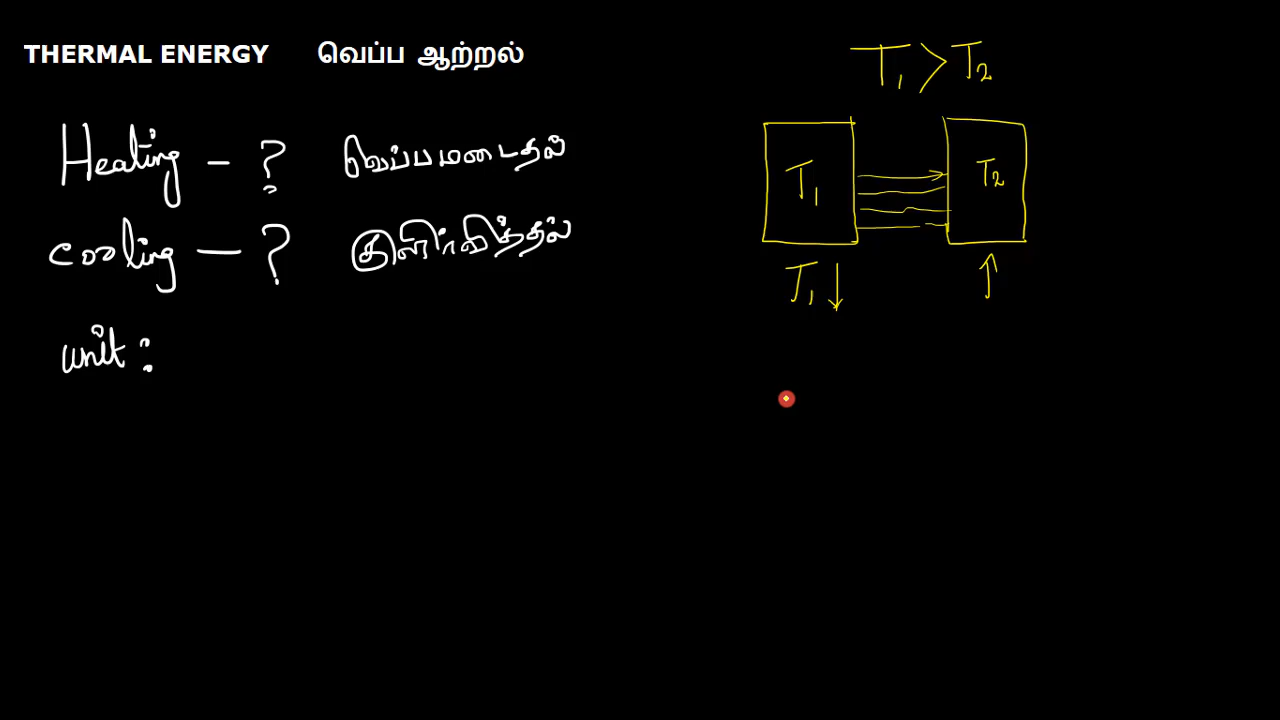 THERMAL ENERGY வெப்ப ஆற்றல்
Heating - ? வெப்பமடைதல்
cooling - ? குளிர்வித்தல்
unit :
T₁ > T₂
T₁ T₂
T₁ ↓ ↑